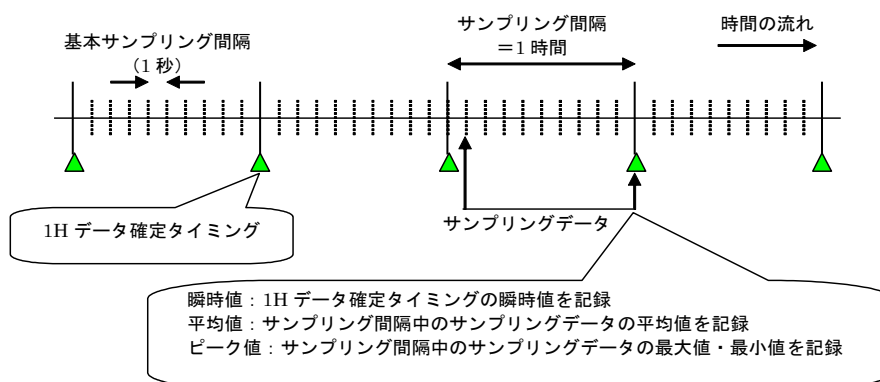 基本サンプリング間隔
（1 秒）
サンプリング間隔
＝1 時間
時間の流れ
1H データ確定タイミング
サンプリングデータ
瞬時値：1H データ確定タイミングの瞬時値を記録
平均値：サンプリング間隔中のサンプリングデータの平均値を記録
ピーク値：サンプリング間隔中のサンプリングデータの最大値・最小値を記録